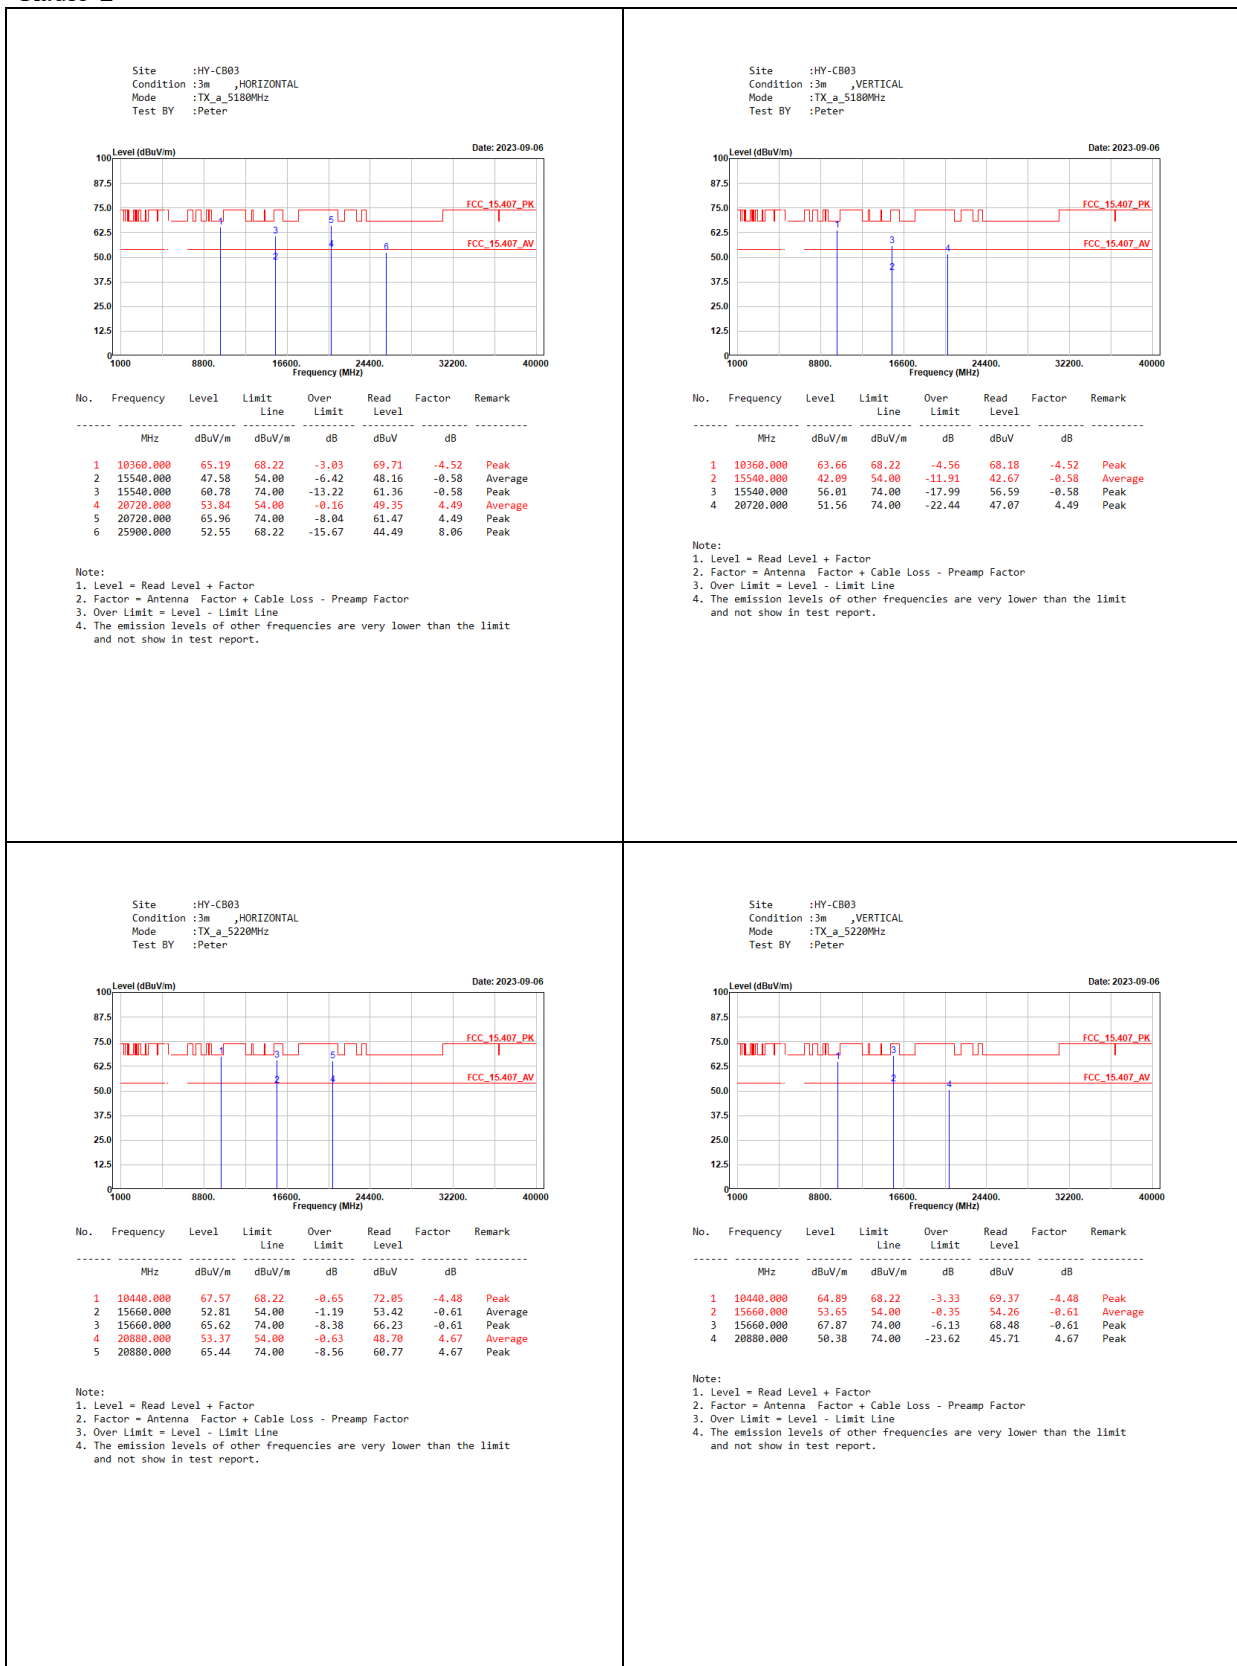 Site :HY-CB03
Condition :3m ,HORIZONTAL
Mode :TX_a_5180MHz
Test BY :Peter
Level (dBuV/m) Date: 2023-09-06
100
87.5
75.0
62.5
50.0
37.5
25.0
12.5
0
FCC_15.407_PK
FCC_15.407_AV
1 2 3 4 5 6
1000 8800. 16600. 24400. 32200. 40000
Frequency (MHz)
No. Frequency Level Limit Over Read Factor Remark
Line Limit Level
------ ----------- -------- --------- --------- -------- -------- ---------
MHz dBuV/m dBuV/m dB dBuV dB
1 10360.000 65.19 68.22 -3.03 69.71 -4.52 Peak
2 15540.000 47.58 54.00 -6.42 48.16 -0.58 Average
3 15540.000 60.78 74.00 -13.22 61.36 -0.58 Peak
4 20720.000 53.84 54.00 -0.16 49.35 4.49 Average
5 20720.000 65.96 74.00 -8.04 61.47 4.49 Peak
6 25900.000 52.55 68.22 -15.67 44.49 8.06 Peak
Note:
1. Level = Read Level + Factor
2. Factor = Antenna Factor + Cable Loss - Preamp Factor
3. Over Limit = Level - Limit Line
4. The emission levels of other frequencies are very lower than the limit
and not show in test report.
Site :HY-CB03
Condition :3m ,VERTICAL
Mode :TX_a_5180MHz
Test BY :Peter
Level (dBuV/m) Date: 2023-09-06
100
87.5
75.0
62.5
50.0
37.5
25.0
12.5
0
FCC_15.407_PK
FCC_15.407_AV
1 2 3 4
1000 8800. 16600. 24400. 32200. 40000
Frequency (MHz)
No. Frequency Level Limit Over Read Factor Remark
Line Limit Level
------ ----------- -------- --------- --------- -------- -------- ---------
MHz dBuV/m dBuV/m dB dBuV dB
1 10360.000 63.66 68.22 -4.56 68.18 -4.52 Peak
2 15540.000 42.09 54.00 -11.91 42.67 -0.58 Average
3 15540.000 56.01 74.00 -17.99 56.59 -0.58 Peak
4 20720.000 51.56 74.00 -22.44 47.07 4.49 Peak
Note:
1. Level = Read Level + Factor
2. Factor = Antenna Factor + Cable Loss - Preamp Factor
3. Over Limit = Level - Limit Line
4. The emission levels of other frequencies are very lower than the limit
and not show in test report.
Site :HY-CB03
Condition :3m ,HORIZONTAL
Mode :TX_a_5220MHz
Test BY :Peter
Level (dBuV/m) Date: 2023-09-06
100
87.5
75.0
62.5
50.0
37.5
25.0
12.5
0
FCC_15.407_PK
FCC_15.407_AV
1 2 3 4 5
1000 8800. 16600. 24400. 32200. 40000
Frequency (MHz)
No. Frequency Level Limit Over Read Factor Remark
Line Limit Level
------ ----------- -------- --------- --------- -------- -------- ---------
MHz dBuV/m dBuV/m dB dBuV dB
1 10440.000 67.57 68.22 -0.65 72.05 -4.48 Peak
2 15660.000 52.81 54.00 -1.19 53.42 -0.61 Average
3 15660.000 65.62 74.00 -8.38 66.23 -0.61 Peak
4 20880.000 53.37 54.00 -0.63 48.70 4.67 Average
5 20880.000 65.44 74.00 -8.56 60.77 4.67 Peak
Note:
1. Level = Read Level + Factor
2. Factor = Antenna Factor + Cable Loss - Preamp Factor
3. Over Limit = Level - Limit Line
4. The emission levels of other frequencies are very lower than the limit
and not show in test report.
Site :HY-CB03
Condition :3m ,VERTICAL
Mode :TX_a_5220MHz
Test BY :Peter
Level (dBuV/m) Date: 2023-09-06
100
87.5
75.0
62.5
50.0
37.5
25.0
12.5
0
FCC_15.407_PK
FCC_15.407_AV
1 2 3 4
1000 8800. 16600. 24400. 32200. 40000
Frequency (MHz)
No. Frequency Level Limit Over Read Factor Remark
Line Limit Level
------ ----------- -------- --------- --------- -------- -------- ---------
MHz dBuV/m dBuV/m dB dBuV dB
1 10440.000 64.89 68.22 -3.33 69.37 -4.48 Peak
2 15660.000 53.65 54.00 -0.35 54.26 -0.61 Average
3 15660.000 67.87 74.00 -6.13 68.48 -0.61 Peak
4 20880.000 50.38 74.00 -23.62 45.71 4.67 Peak
Note:
1. Level = Read Level + Factor
2. Factor = Antenna Factor + Cable Loss - Preamp Factor
3. Over Limit = Level - Limit Line
4. The emission levels of other frequencies are very lower than the limit
and not show in test report.